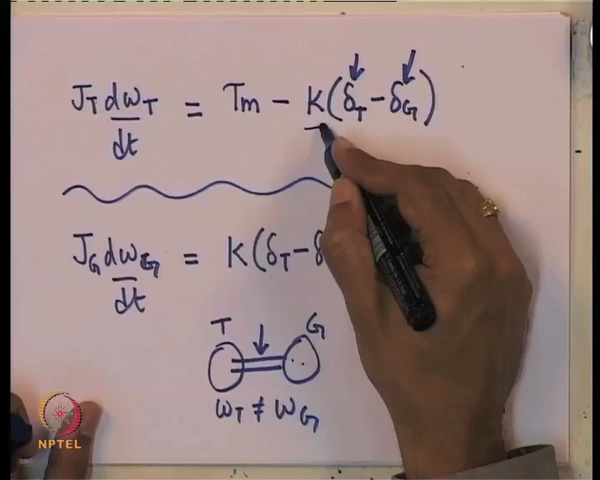 J_T dω_T/dt = Tm - K(δ_T - δ_G)
J_G dω_G/dt = K(δ_T - δ
T G
ω_T ≠ ω_G
NPTEL